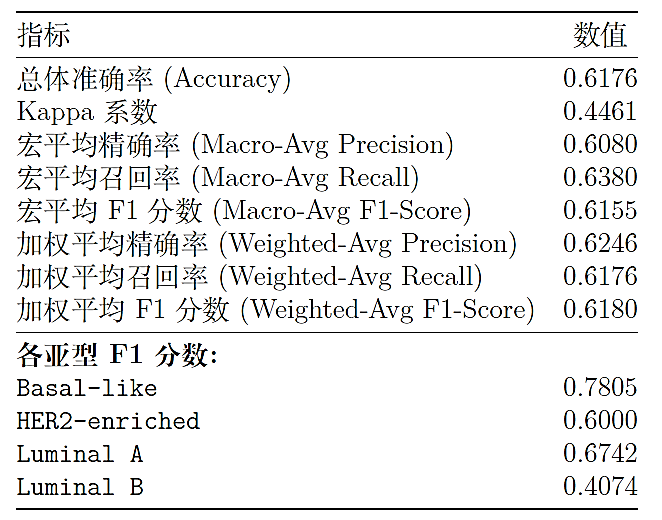 指标 数值
总体准确率 (Accuracy) 0.6176
Kappa 系数 0.4461
宏平均精确率 (Macro-Avg Precision) 0.6080
宏平均召回率 (Macro-Avg Recall) 0.6380
宏平均 F1 分数 (Macro-Avg F1-Score) 0.6155
加权平均精确率 (Weighted-Avg Precision) 0.6246
加权平均召回率 (Weighted-Avg Recall) 0.6176
加权平均 F1 分数 (Weighted-Avg F1-Score) 0.6180
各亚型 F1 分数:
Basal-like 0.7805
HER2-enriched 0.6000
Luminal A 0.6742
Luminal B 0.4074